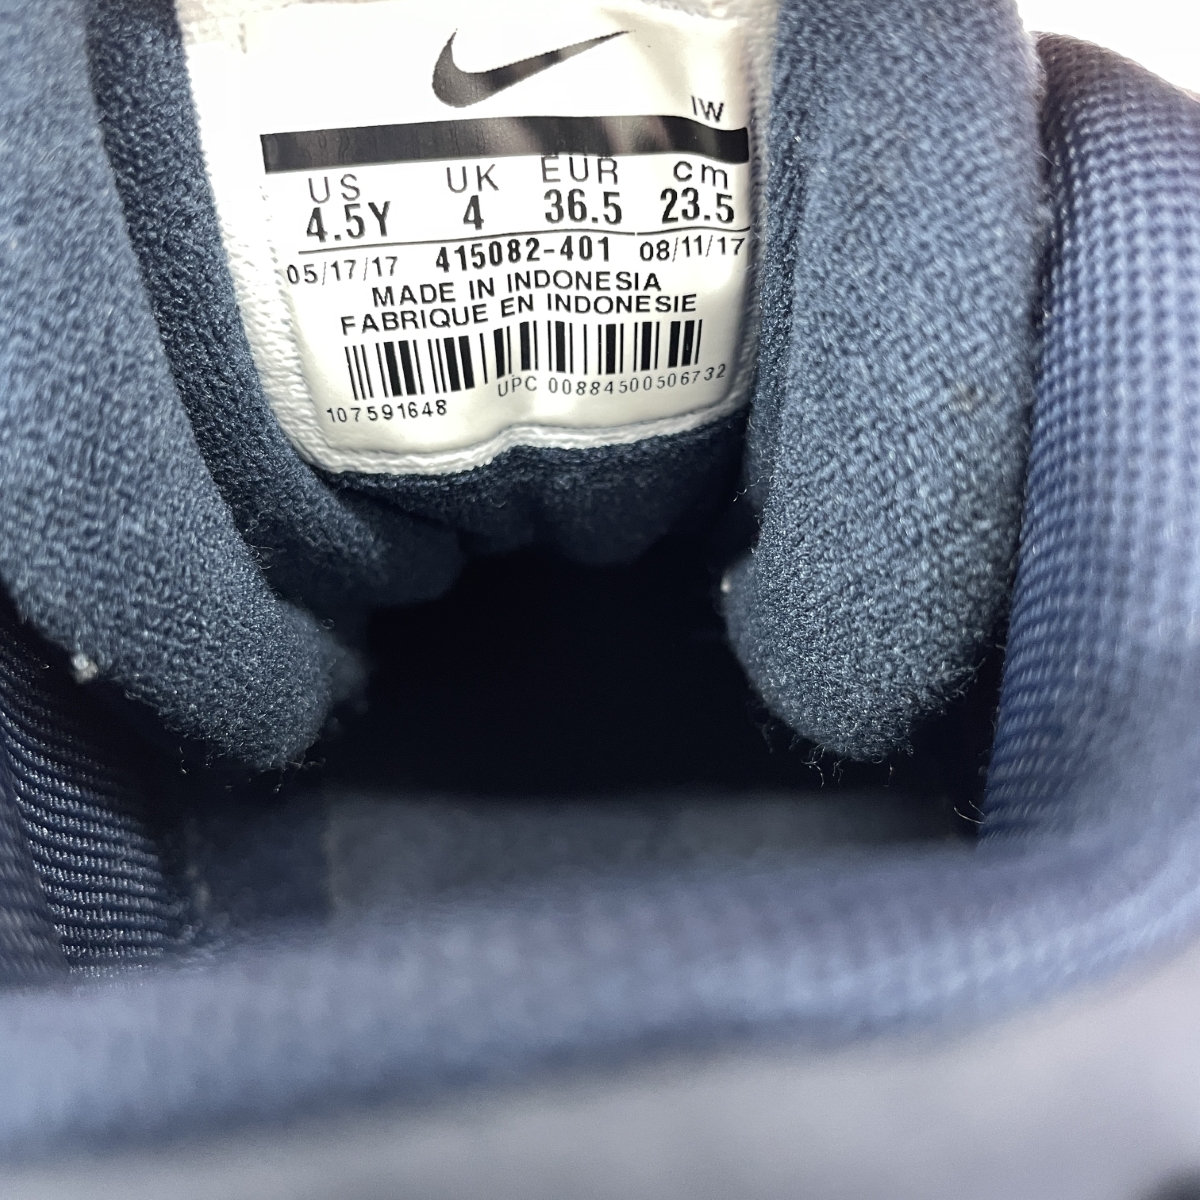 IW
US UK EUR cm
4.5Y 4 36.5 23.5
05/17/17 415082-401 08/11/17
MADE IN INDONESIA
FABRIQUE EN INDONESIE
107591648 UPC 00884500506732